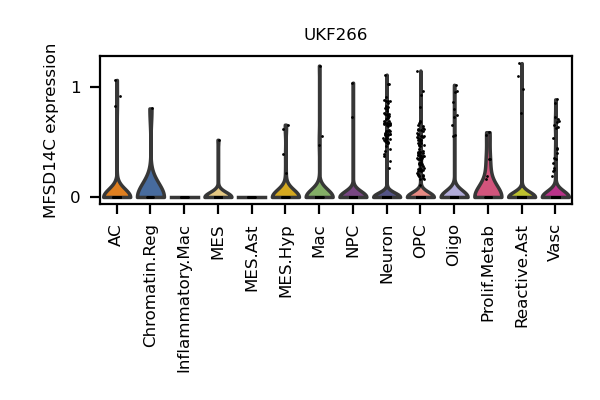 UKF266
MFSD14C expression
1
0
AC
Chromatin.Reg
Inflammatory.Mac
MES
MES.Ast
MES.Hyp
Mac
NPC
Neuron
OPC
Oligo
Prolif.Metab
Reactive.Ast
Vasc